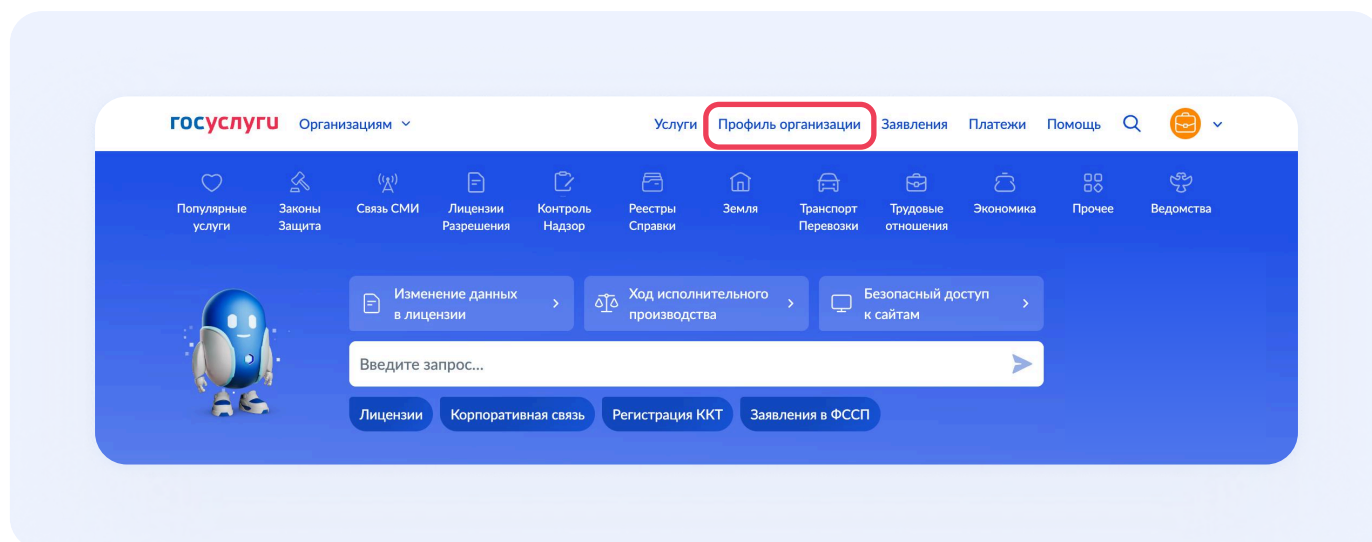 госуслуги Организациям Услуги Профиль организации Заявления Платежи Помощь
Популярные услуги
Законы Защита
Связь СМИ
Лицензии Разрешения
Контроль Надзор
Реестры Справки
Земля
Транспорт Перевозки
Трудовые отношения
Экономика
Прочее
Ведомства
Изменение данных
в лицензии
Ход исполнительного
производства
Безопасный доступ
к сайтам
Введите запрос...
Лицензии
Корпоративная связь
Регистрация ККТ
Заявления в ФССП